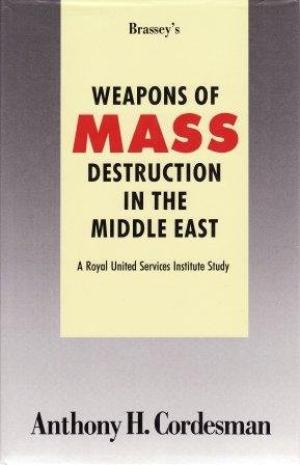 Brassey's
WEAPONS OF
MASS
DESTRUCTION
IN THE
MIDDLE EAST
A Royal United Services Institute Study
Anthony H. Cordesman